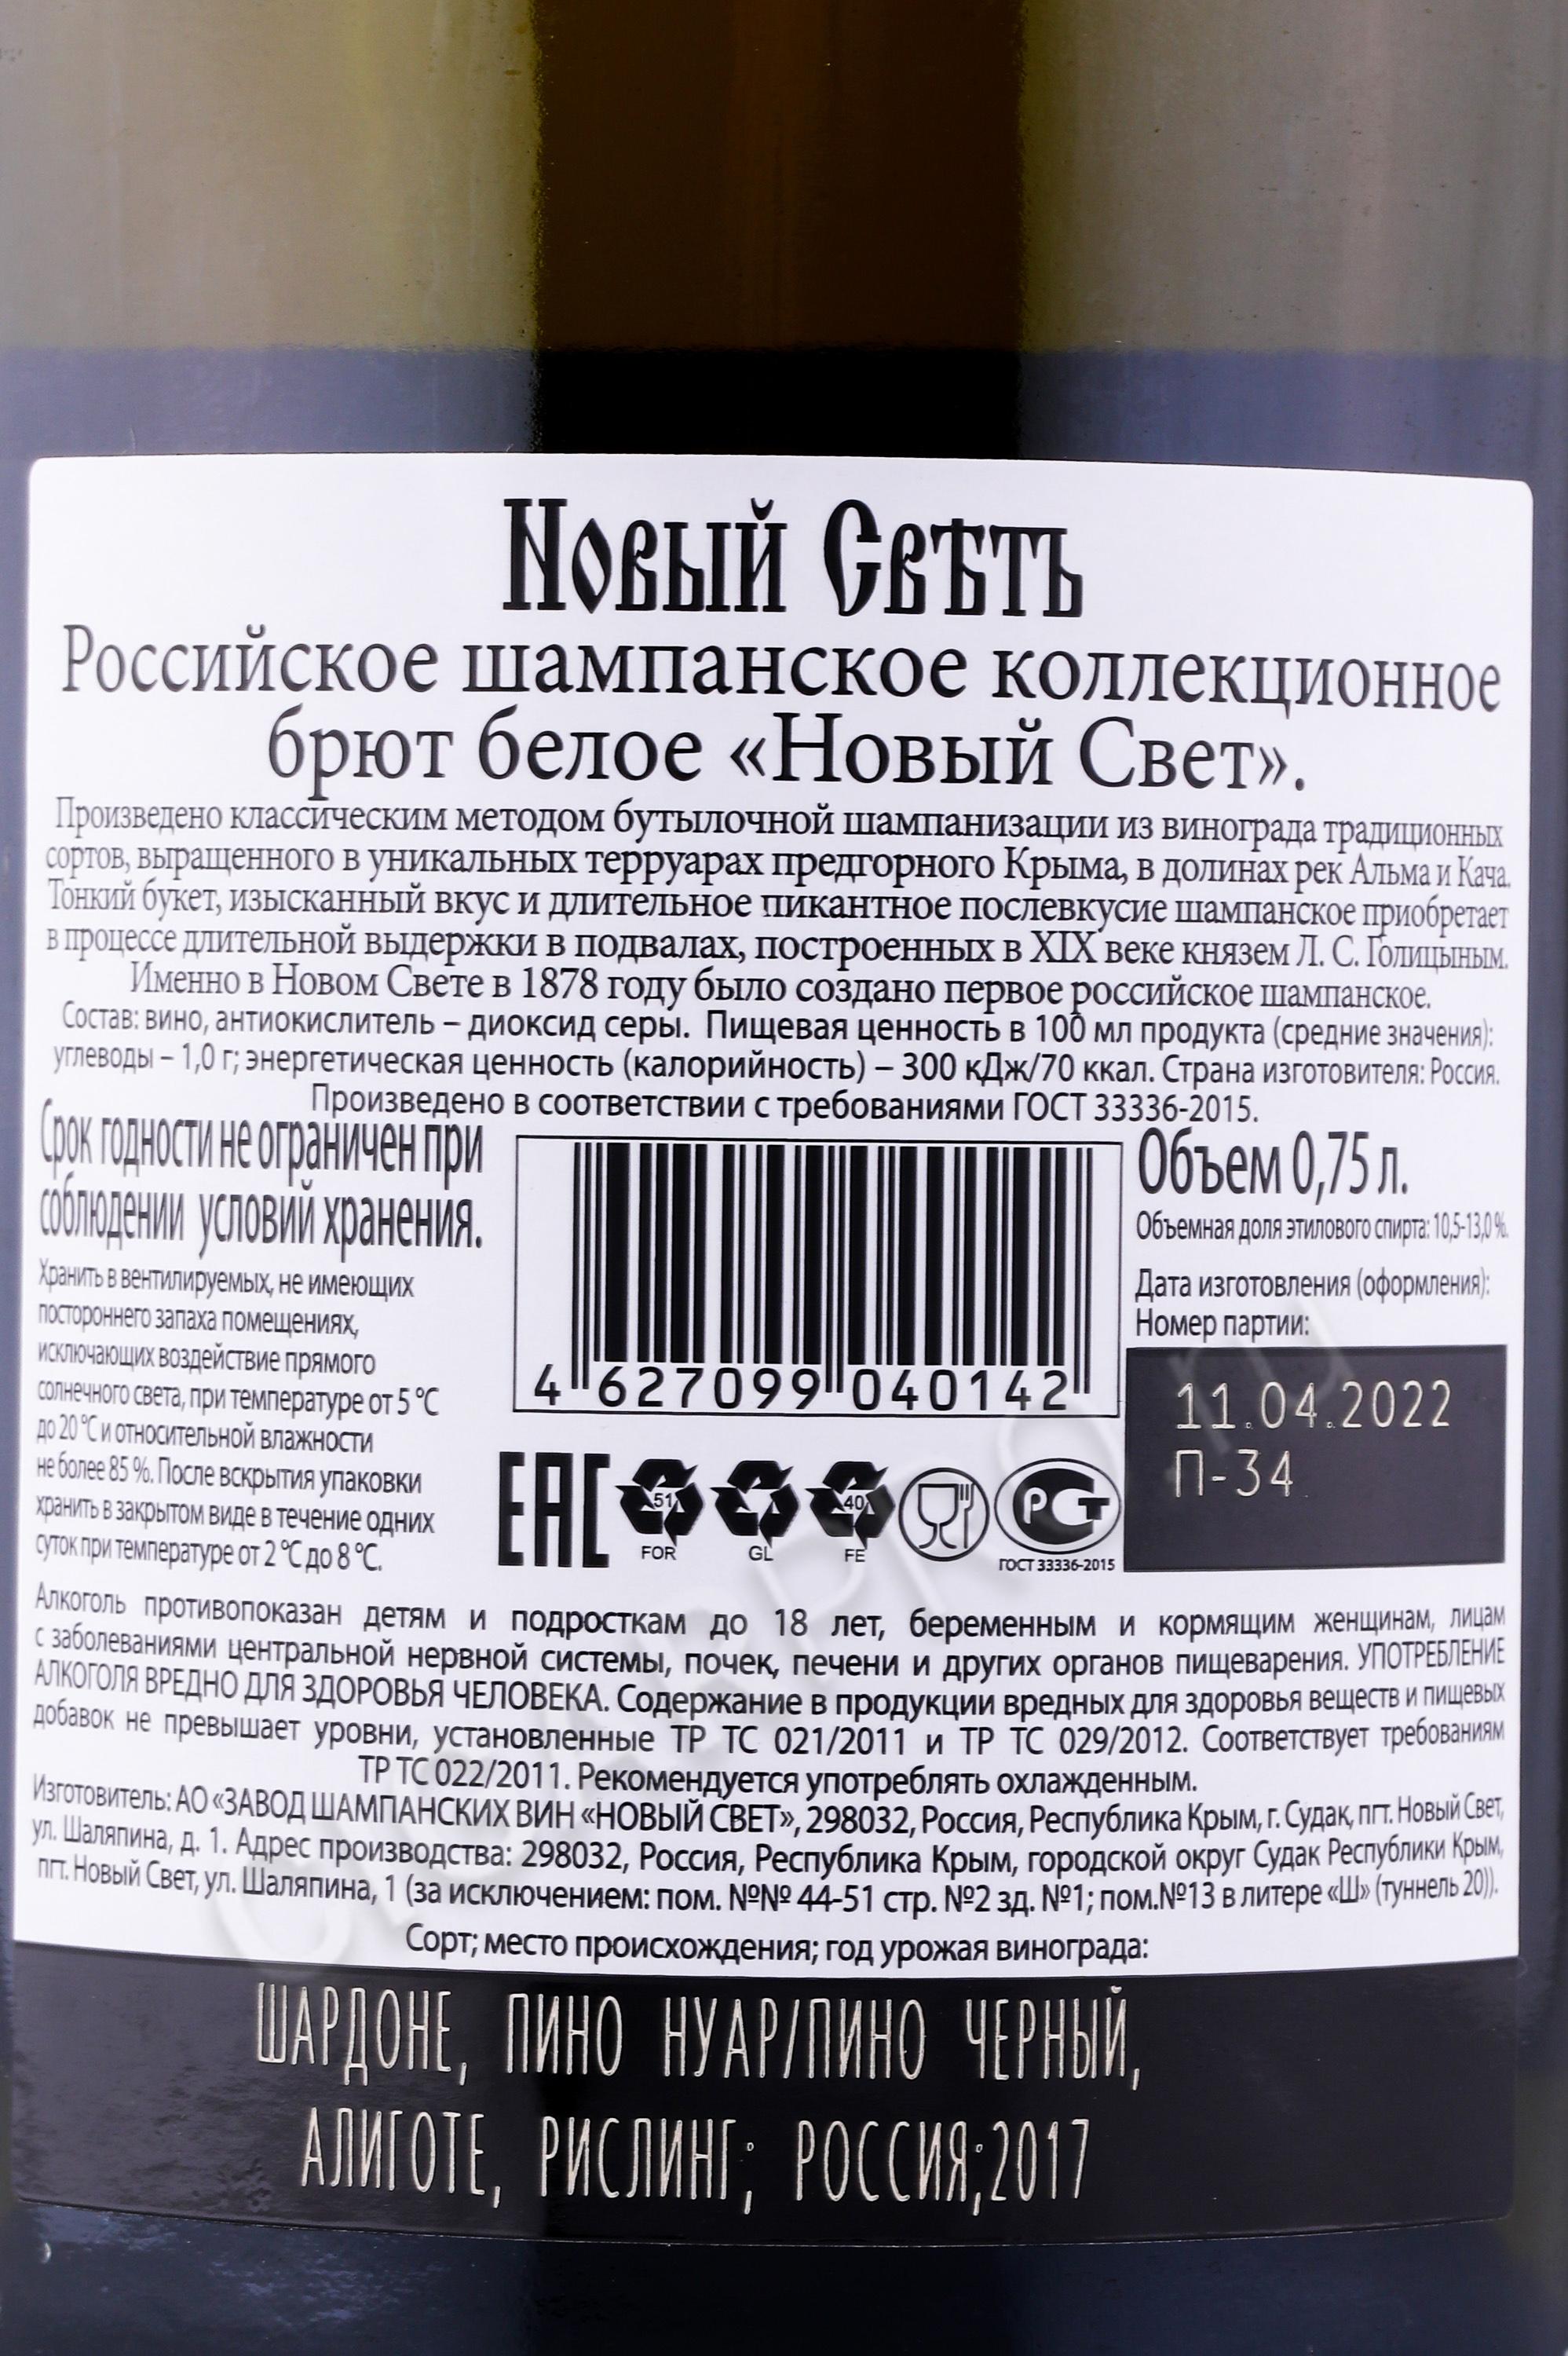 Новый Свѣтъ
Российское шампанское коллекционное
брют белое «Новый Свет».
Произведено классическим методом бутылочной шампанизации из винограда традиционных
сортов, выращенного в уникальных терруарах предгорного Крыма, в долинах рек Альма и Кача.
Тонкий букет, изысканный вкус и длительное пикантное послевкусие шампанское приобретает
в процессе длительной выдержки в подвалах, построенных в XIX веке князем Л. С. Голицыным.
Именно в Новом Свете в 1878 году было создано первое российское шампанское.
Состав: вино, антиокислитель – диоксид серы. Пищевая ценность в 100 мл продукта (средние значения):
углеводы – 1,0 г; энергетическая ценность (калорийность) – 300 кДж/70 ккал. Страна изготовителя: Россия.
Произведено в соответствии с требованиями ГОСТ 33336-2015.
Срок годности не ограничен при
соблюдении условий хранения.
Хранить в вентилируемых, не имеющих
постороннего запаха помещениях,
исключающих воздействие прямого
солнечного света, при температуре от 5 °С
до 20 °С и относительной влажности
не более 85 %. После вскрытия упаковки
хранить в закрытом виде в течение одних
суток при температуре от 2 °С до 8 °С.
4 627099 040142
EAC
51
FOR
GL
40
FE
РСТ
ГОСТ 33336-2015
Объем 0,75 л.
Объемная доля этилового спирта: 10,5-13,0 %.
Дата изготовления (оформления):
Номер партии:
11.04.2022
П-34
Алкоголь противопоказан детям и подросткам до 18 лет, беременным и кормящим женщинам, лицам
с заболеваниями центральной нервной системы, почек, печени и других органов пищеварения. УПОТРЕБЛЕНИЕ
АЛКОГОЛЯ ВРЕДНО ДЛЯ ЗДОРОВЬЯ ЧЕЛОВЕКА. Содержание в продукции вредных для здоровья веществ и пищевых
добавок не превышает уровни, установленные ТР ТС 021/2011 и ТР ТС 029/2012. Соответствует требованиям
ТР ТС 022/2011. Рекомендуется употреблять охлажденным.
Изготовитель: АО «ЗАВОД ШАМПАНСКИХ ВИН «НОВЫЙ СВЕТ», 298032, Россия, Республика Крым, г. Судак, пгт. Новый Свет,
ул. Шаляпина, д. 1. Адрес производства: 298032, Россия, Республика Крым, городской округ Судак Республики Крым,
пгт. Новый Свет, ул. Шаляпина, 1 (за исключением: пом. №№ 44-51 стр. №2 зд. №1; пом.№13 в литере «Ш» (туннель 20)).
Сорт; место происхождения; год урожая винограда:
ШАРДОНЕ, ПИНО НУАР/ПИНО ЧЕРНЫЙ,
АЛИГОТЕ, РИСЛИНГ; РОССИЯ;2017
CIGARPRO.ru